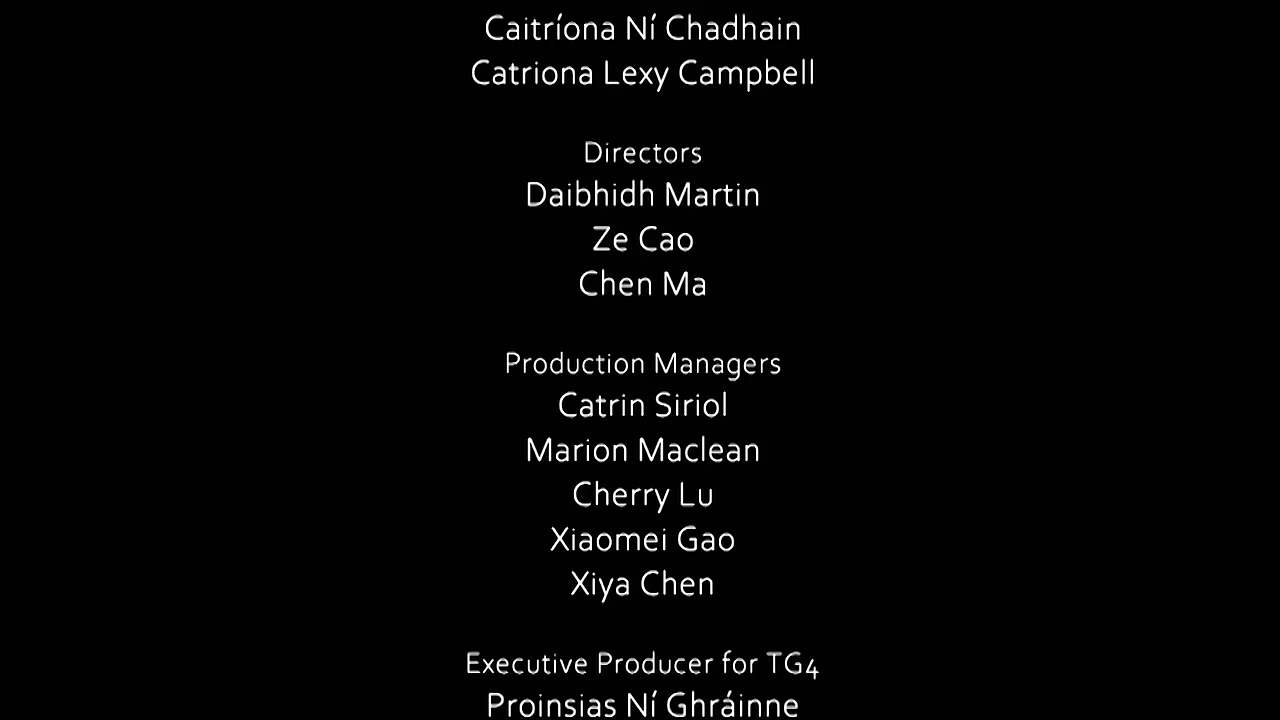 Caitríona Ní Chadhain
Catriona Lexy Campbell
Directors
Daibhidh Martin
Ze Cao
Chen Ma
Production Managers
Catrin Siriol
Marion Maclean
Cherry Lu
Xiaomei Gao
Xiya Chen
Executive Producer for TG4
Proinsias Ní Ghráinne